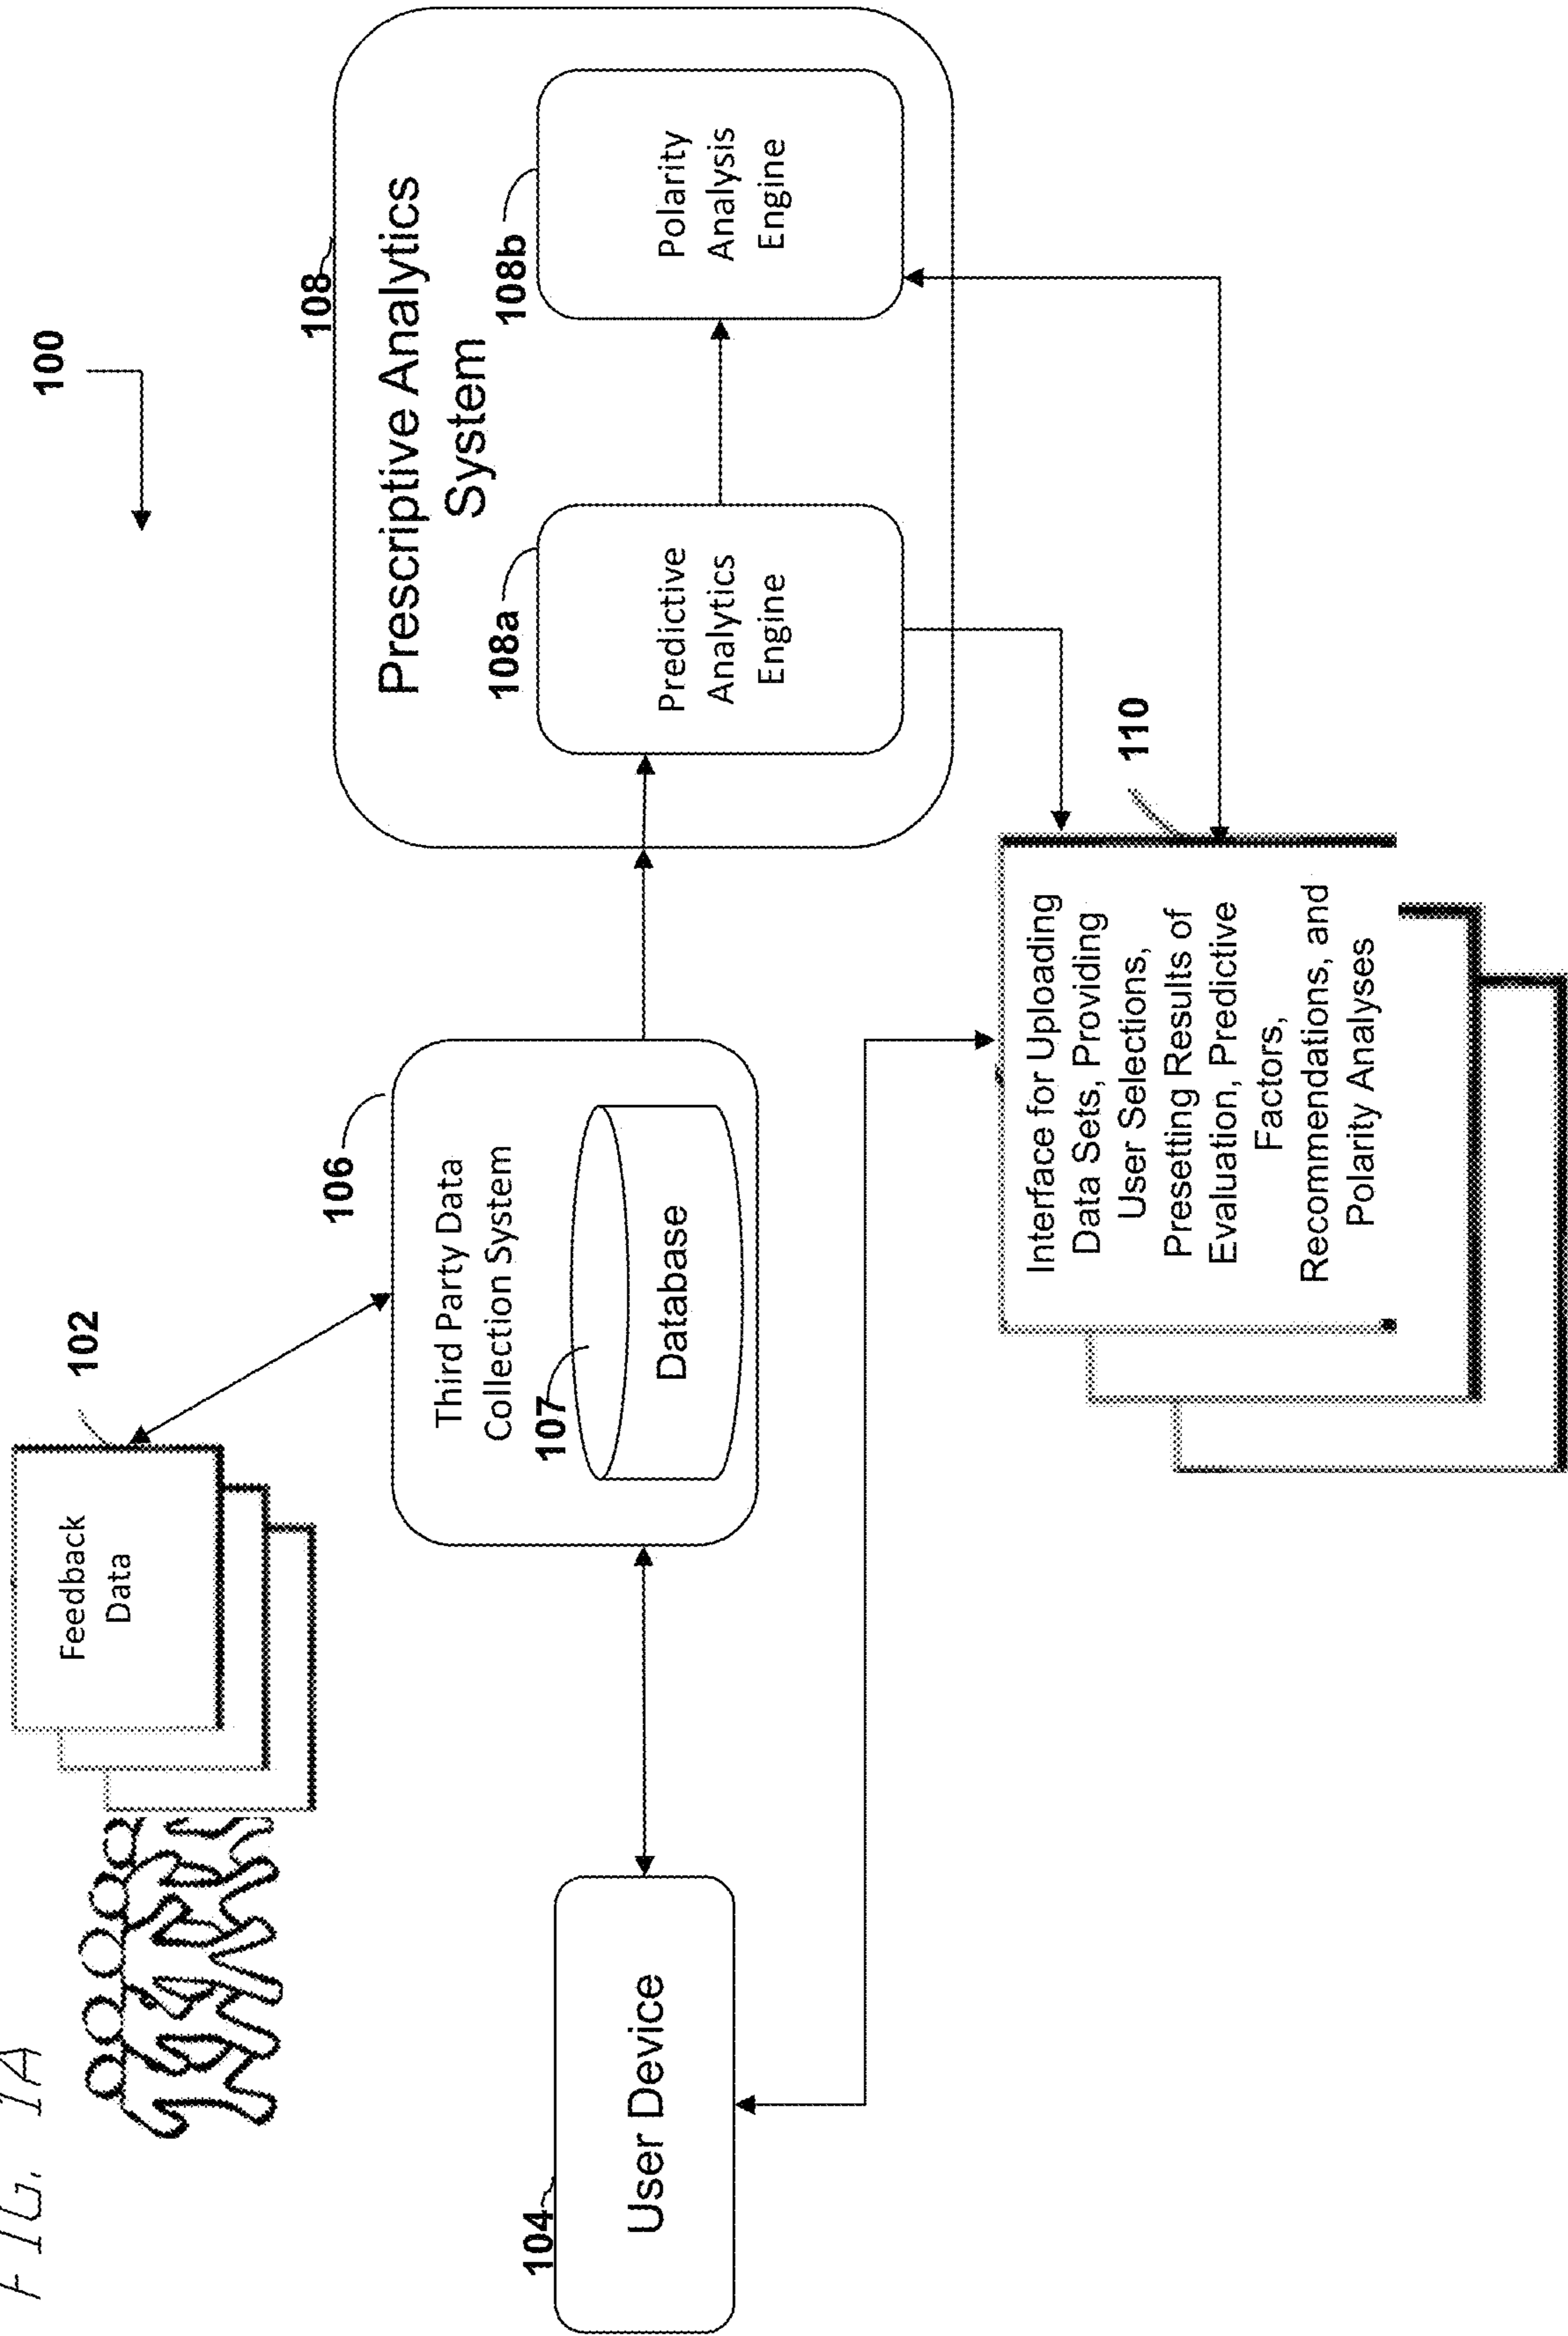 FIG. 1A
100
102
Feedback
Data
108
Prescriptive Analytics
System
108a
Predictive
Analytics
Engine
108b
Polarity
Analysis
Engine
106
Third Party Data
Collection System
107
Database
104
User Device
110
Interface for Uploading
Data Sets, Providing
User Selections,
Presetting Results of
Evaluation, Predictive
Factors,
Recommendations, and
Polarity Analyses